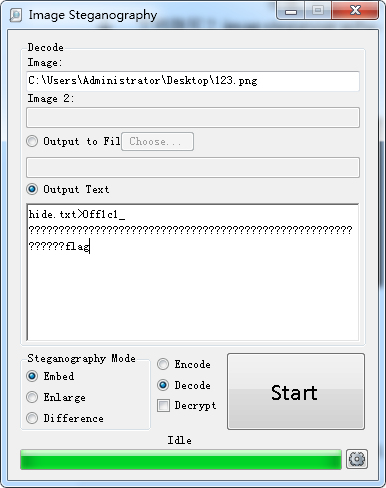 Image Steganography
Decode
Image:
C:\Users\Administrator\Desktop\123.png
Image 2:
Output to Fil
Choose...
Output Text
hide.txt>0ff1c1_
??????????????????????????????????????????????????????
??????flag
Steganography Mode
Embed
Enlarge
Difference
Encode
Decode
Decrypt
Start
Idle